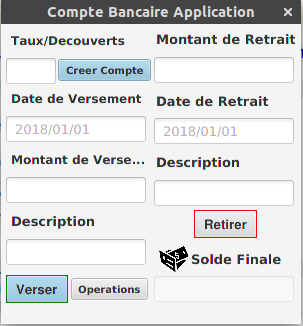 Compte Bancaire Application
Taux/Decouverts
Creer Compte
Date de Versement
2018/01/01
Montant de Verse...
Description
Verser
Operations
Montant de Retrait
Date de Retrait
2018/01/01
Description
Retirer
Solde Finale